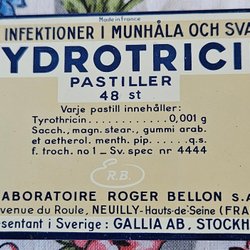 Made in France
INFEKTIONER I MUNHÅLA OCH SVA
YDROTRICI
PASTILLER
48 st
Varje pastill innehåller:
Tyrothricin............0,001 g
Sacch., magn. stear., gummi arab.
et aetherol. menth. pip.....q.s.
f. troch. no 1 — Sv. spec nr 4444
E.R.B.
ABORATOIRE ROGER BELLON S.A
venue du Roule, NEUILLY-Hauts-de-Seine (FRA
esentant i Sverige : GALLIA AB, STOCKH